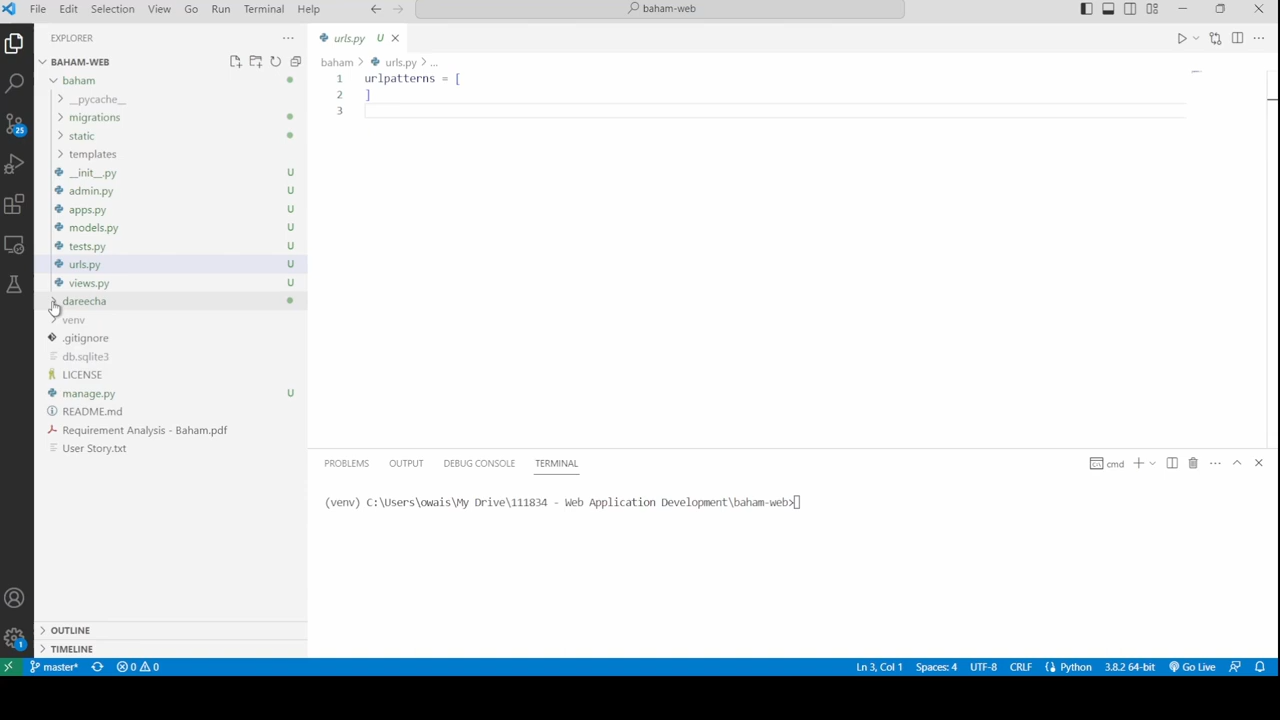 File Edit Selection View Go Run Terminal Help
baham-web
EXPLORER
BAHAM-WEB
baham
__pycache__
migrations
static
templates
__init__.py U
admin.py U
apps.py U
models.py U
tests.py U
urls.py U
views.py U
dareecha
venv
.gitignore
db.sqlite3
LICENSE
manage.py U
README.md
Requirement Analysis - Baham.pdf
User Story.txt
OUTLINE
TIMELINE
25
1
urls.py U
baham > urls.py > ...
1 urlpatterns = [
2 ]
3
PROBLEMS OUTPUT DEBUG CONSOLE TERMINAL
cmd
(venv) C:\Users\owais\My Drive\111834 - Web Application Development\baham-web>
master* 0 0 Ln 3, Col 1 Spaces: 4 UTF-8 CRLF Python 3.8.2 64-bit Go Live